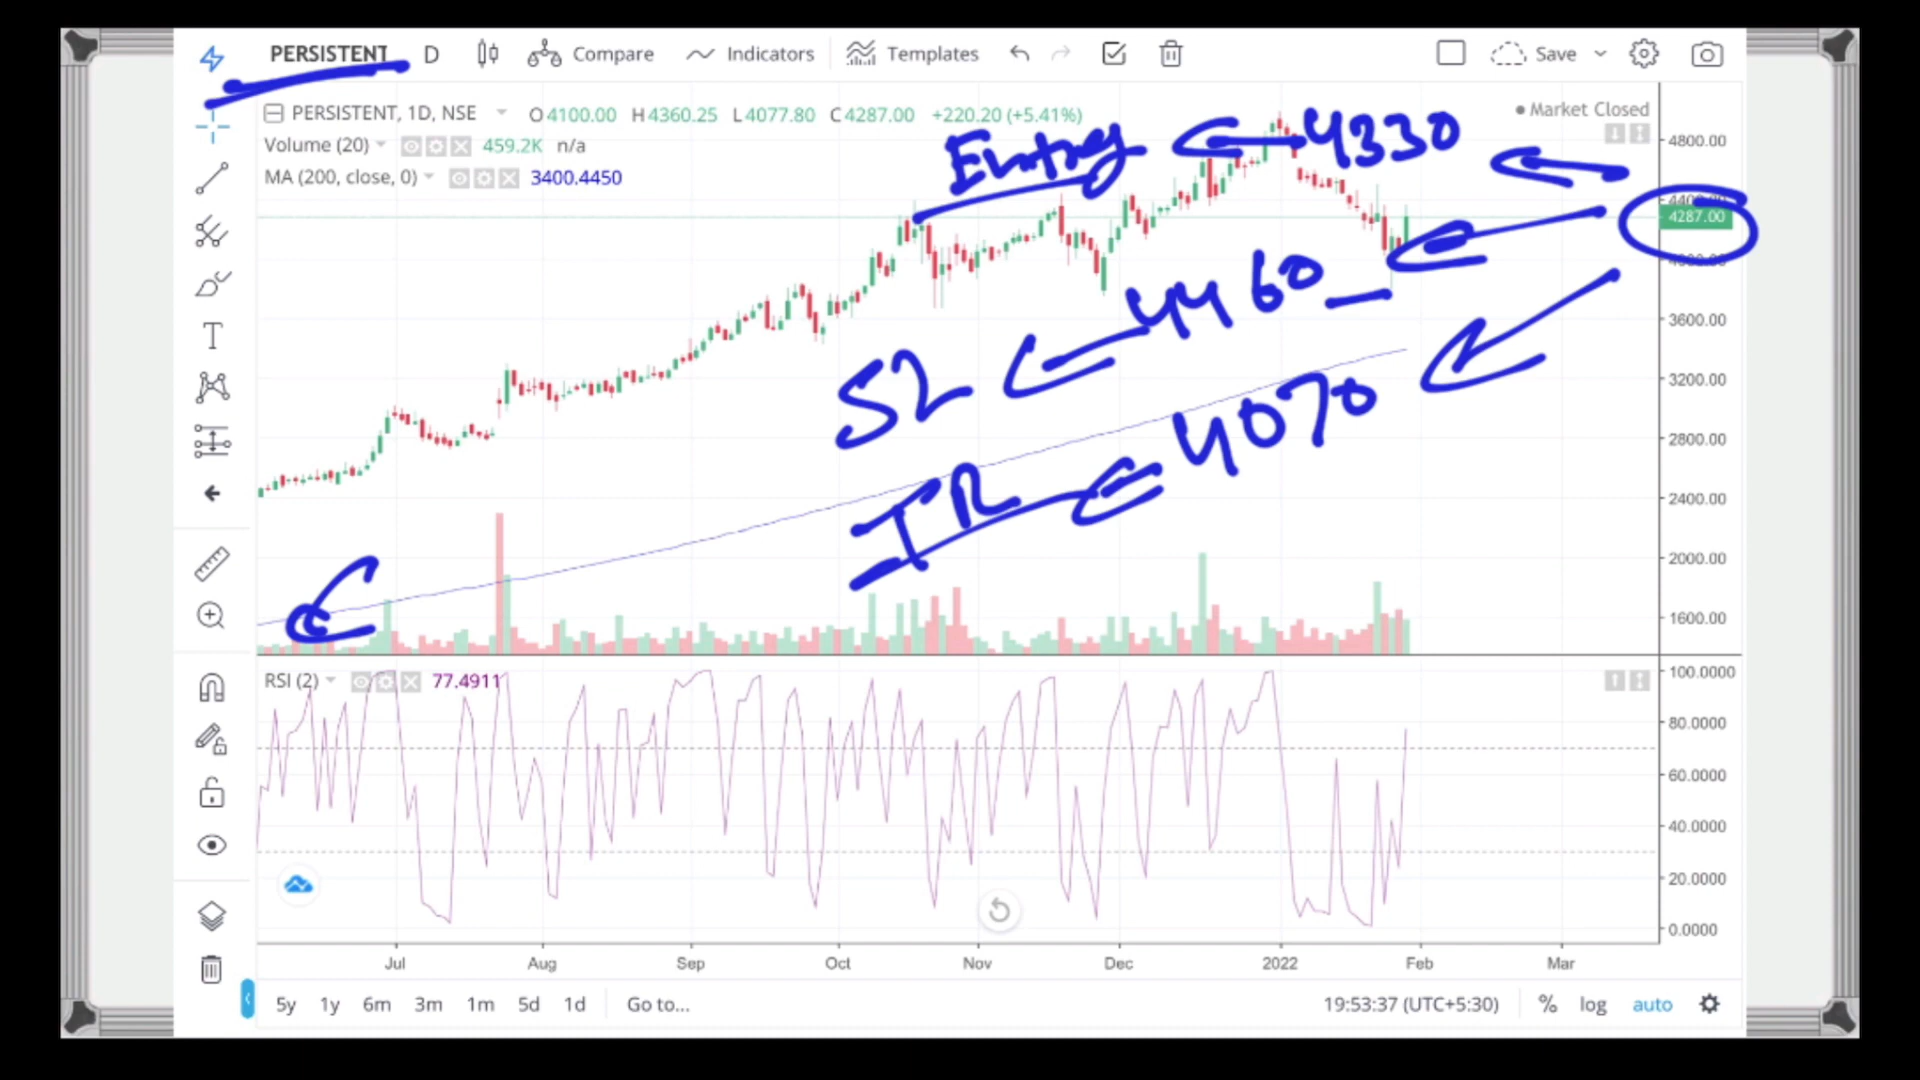 PERSISTENT D Compare Indicators Templates Save
PERSISTENT, 1D, NSE O4100.00 H4360.25 L4077.80 C4287.00 +220.20 (+5.41%)
Market Closed
Volume (20) 459.2K n/a
MA (200, close, 0) 3400.4450
Entry 4330
4800.00
4287.00
3600.00
3200.00
2800.00
2400.00
2000.00
1600.00
S2 4460
IR 4070
RSI (2) 77.4911
100.0000
80.0000
60.0000
40.0000
20.0000
0.0000
Jul Aug Sep Oct Nov Dec 2022 Feb Mar
5y 1y 6m 3m 1m 5d 1d Go to... 19:53:37 (UTC+5:30) % log auto